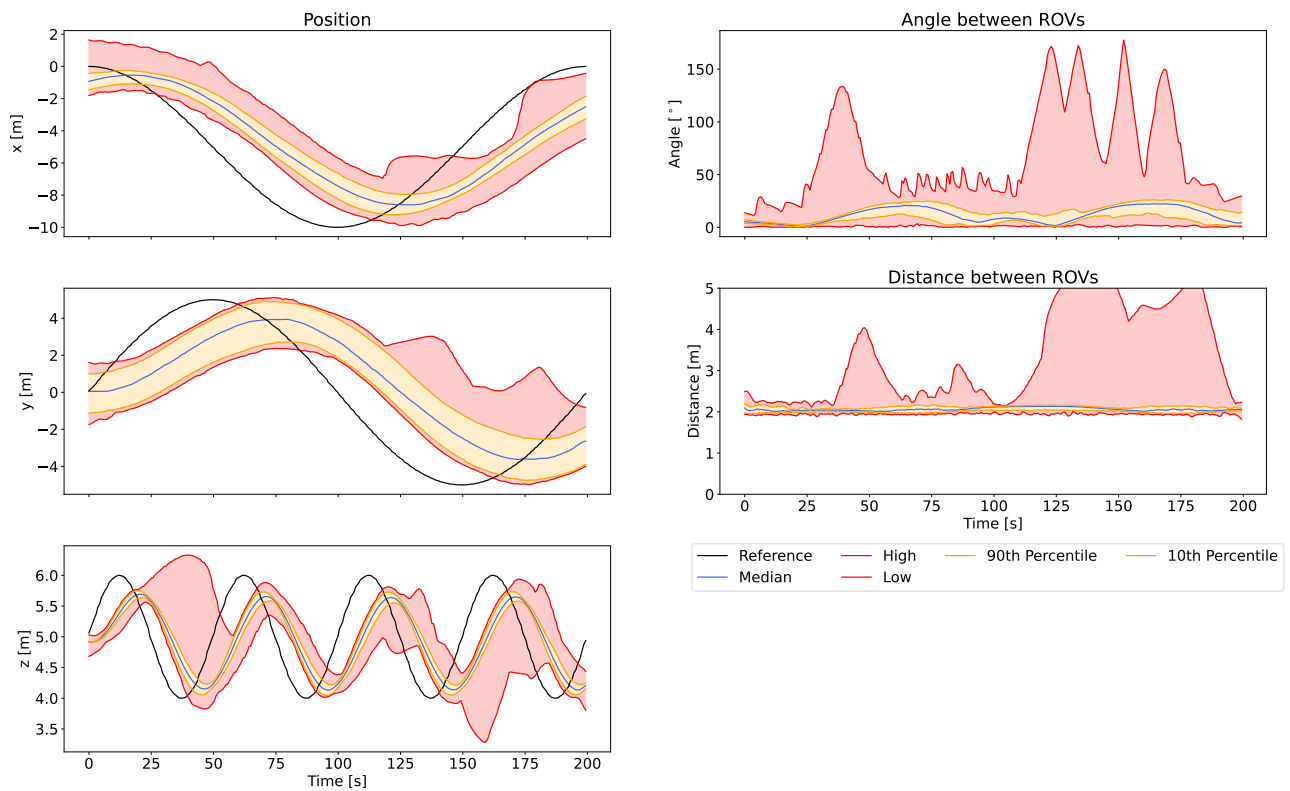 Position
2
0
−2
−4
−6
−8
−10
x [m]
4
2
0
−2
−4
y [m]
6.0
5.5
5.0
4.5
4.0
3.5
z [m]
0 25 50 75 100 125 150 175 200
Time [s]
Angle between ROVs
150
100
50
0
Angle [ ° ]
Distance between ROVs
5
4
3
2
1
0
Distance [m]
0 25 50 75 100 125 150 175 200
Time [s]
Reference High 90th Percentile 10th Percentile
Median Low